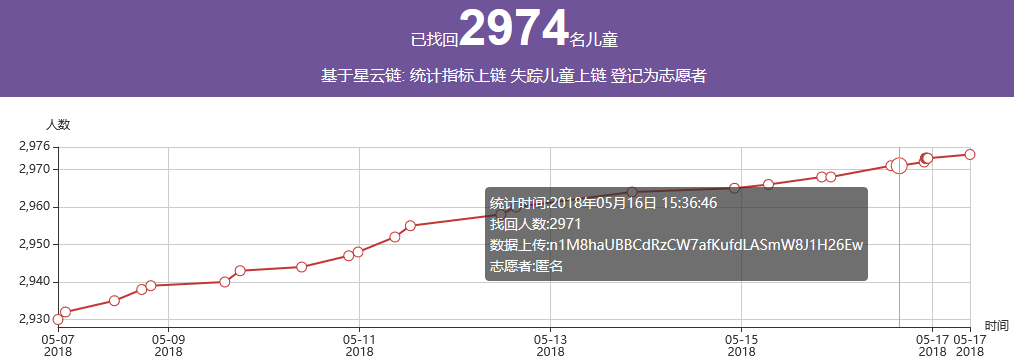 已找回2974名儿童
基于星云链: 统计指标上链 失踪儿童上链 登记为志愿者
人数
2,976
2,970
2,960
2,950
2,940
2,930
统计时间:2018年05月16日 15:36:46
找回人数:2971
数据上传:n1M8haUBBCdRzCW7afKufdLASmW8J1H26Ew
志愿者:匿名
时间
05-07 05-09 05-11 05-13 05-15 05-17 05-17
2018 2018 2018 2018 2018 2018 2018